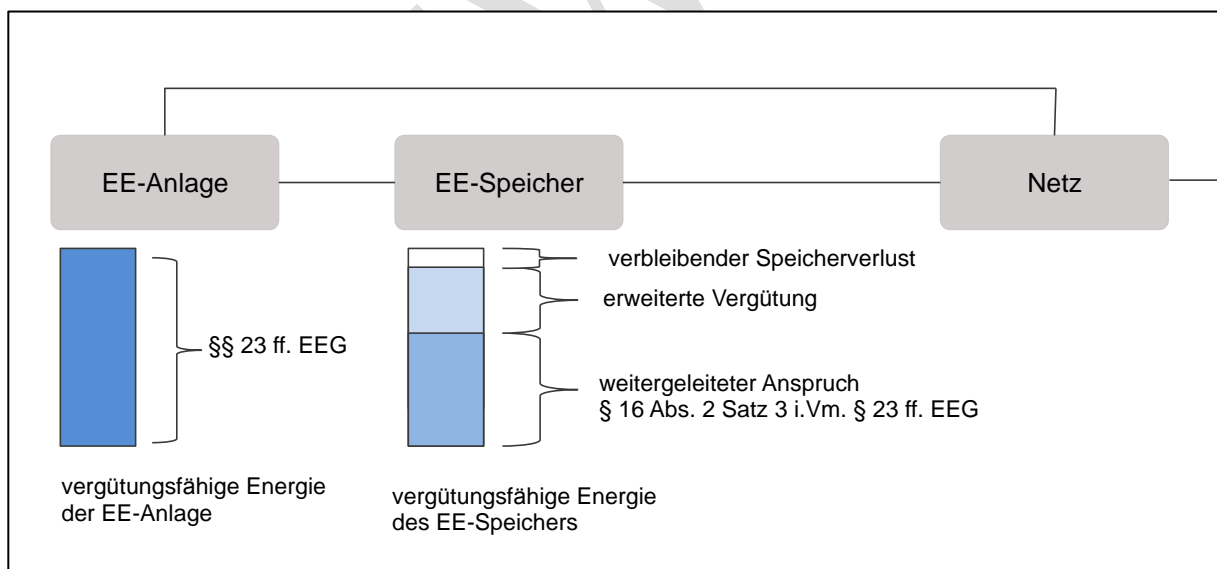 EE-Anlage
EE-Speicher
Netz
verbleibender Speicherverlust
erweiterte Vergütung
§§ 23 ff. EEG
weitergeleiteter Anspruch
§ 16 Abs. 2 Satz 3 i.Vm. § 23 ff. EEG
vergütungsfähige Energie
der EE-Anlage
vergütungsfähige Energie
des EE-Speichers